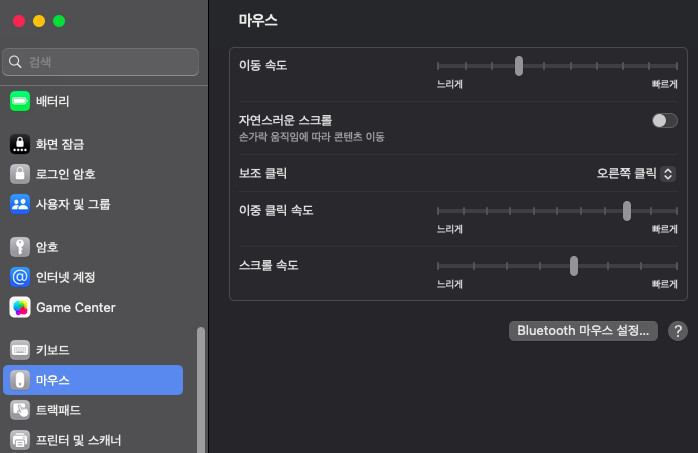 검색
배터리
화면 잠금
로그인 암호
사용자 및 그룹
암호
인터넷 계정
Game Center
키보드
마우스
트랙패드
프린터 및 스캐너
마우스
이동 속도
느리게 빠르게
자연스러운 스크롤
손가락 움직임에 따라 콘텐츠 이동
보조 클릭 오른쪽 클릭
이중 클릭 속도
느리게 빠르게
스크롤 속도
느리게 빠르게
Bluetooth 마우스 설정... ?